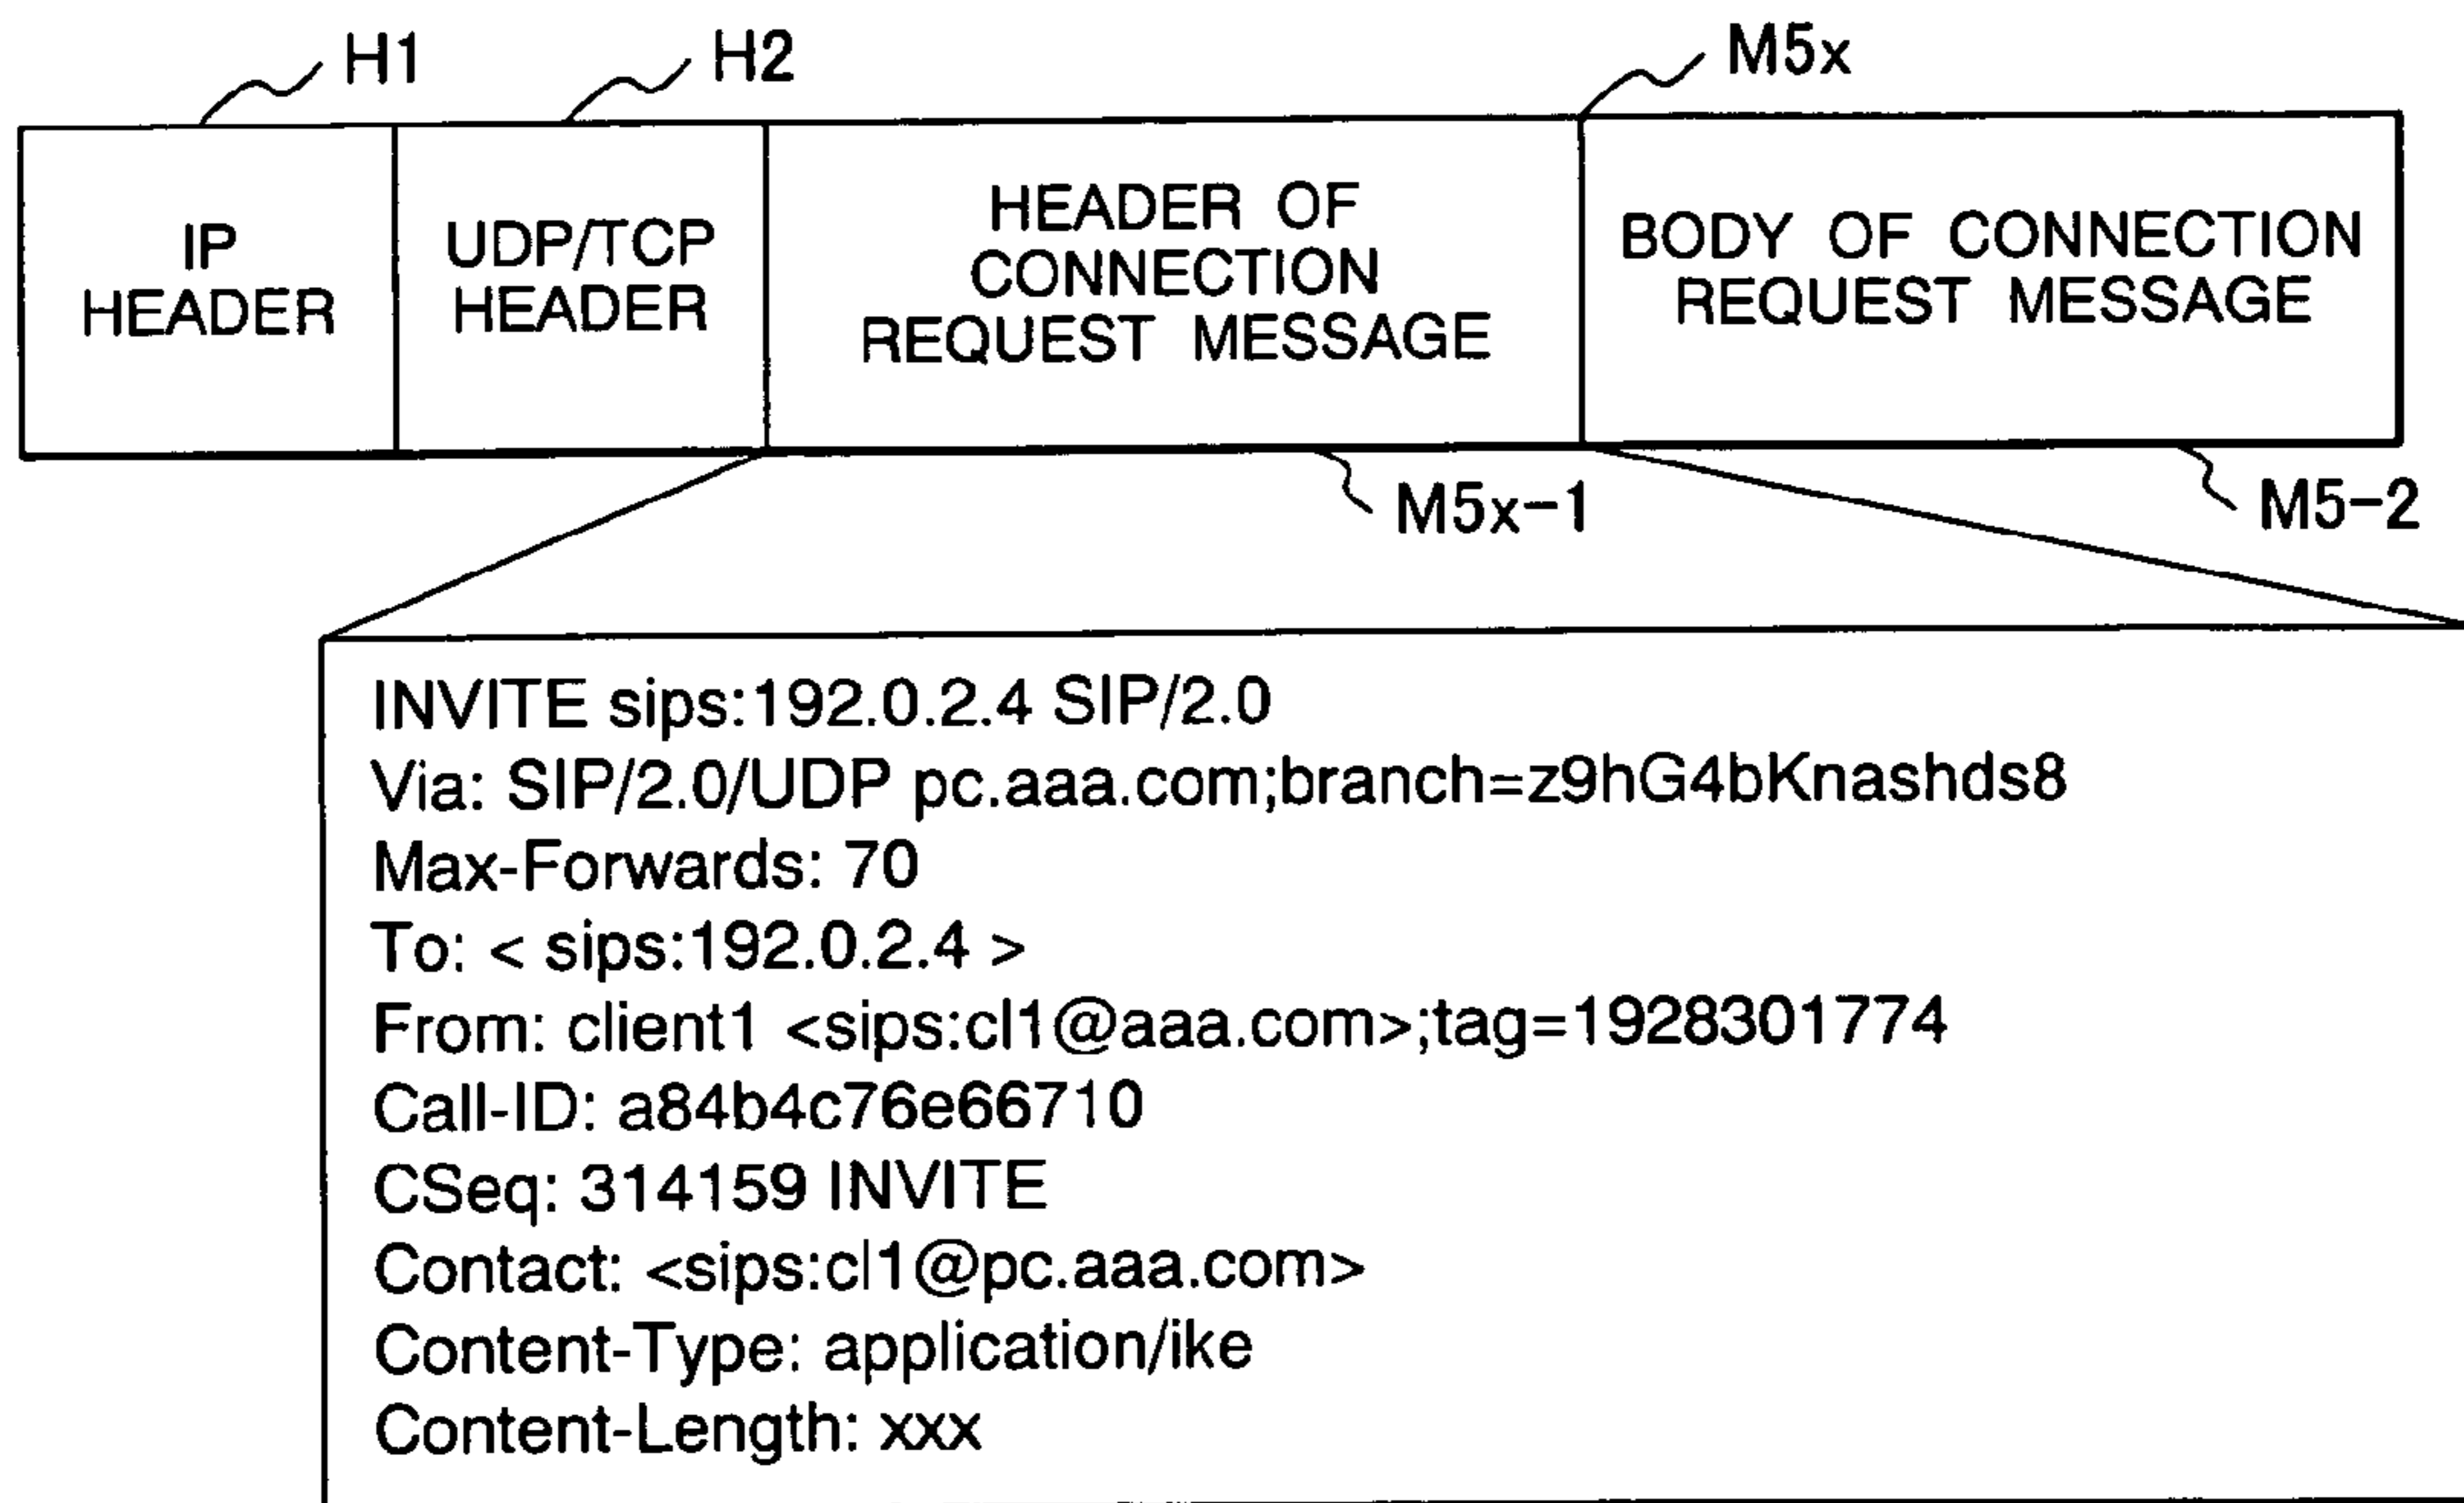 H1
H2
M5x
IP
HEADER
UDP/TCP
HEADER
HEADER OF
CONNECTION
REQUEST MESSAGE
BODY OF CONNECTION
REQUEST MESSAGE
M5x-1
M5-2
INVITE sips:192.0.2.4 SIP/2.0
Via: SIP/2.0/UDP pc.aaa.com;branch=z9hG4bKnashds8
Max-Forwards: 70
To: < sips:192.0.2.4 >
From: client1 <sips:cl1@aaa.com>;tag=1928301774
Call-ID: a84b4c76e66710
CSeq: 314159 INVITE
Contact: <sips:cl1@pc.aaa.com>
Content-Type: application/ike
Content-Length: xxx